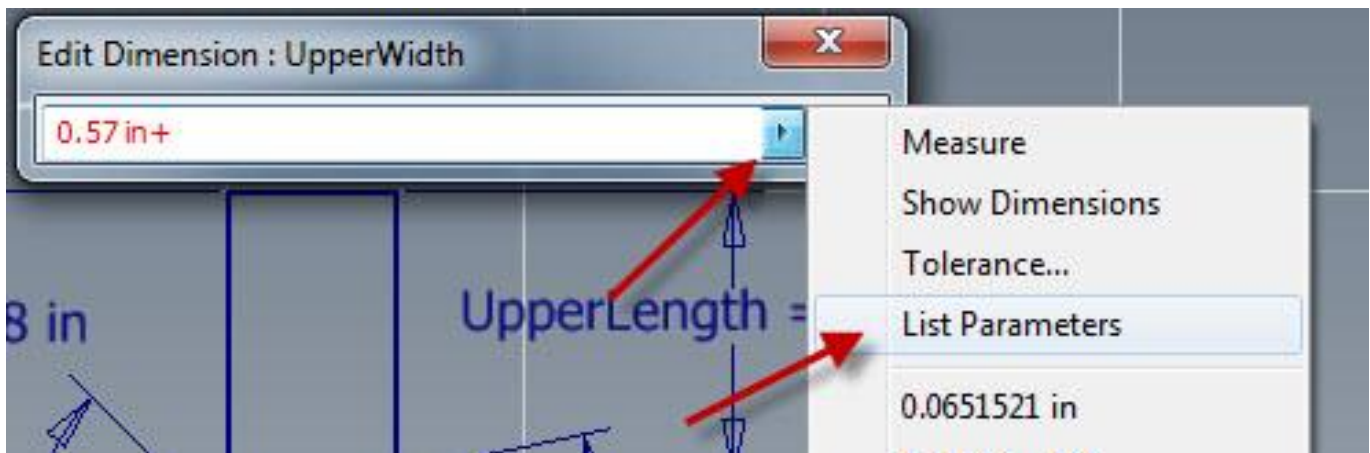 Edit Dimension : UpperWidth
0.57 in+
Measure
Show Dimensions
Tolerance...
List Parameters
0.0651521 in
8 in
UpperLength =